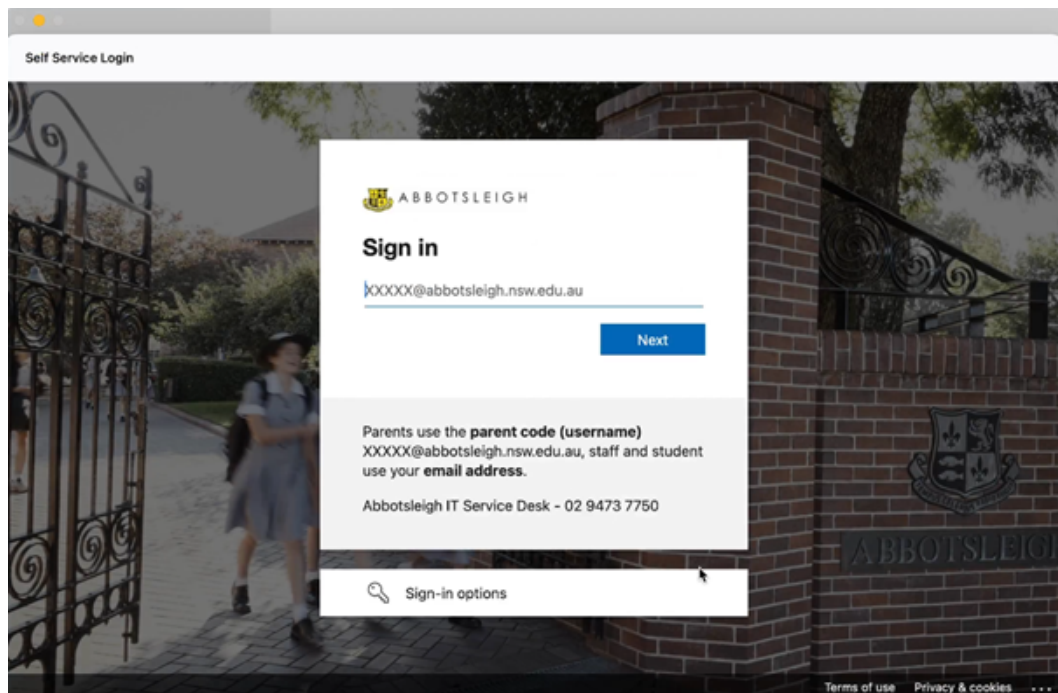 Self Service Login
ABBOTSLEIGH
Sign in
XXXXX@abbotsleigh.nsw.edu.au
Next
Parents use the parent code (username)
XXXXX@abbotsleigh.nsw.edu.au, staff and student
use your email address.
Abbotsleigh IT Service Desk - 02 9473 7750
Sign-in options
ABBOTSLEIG
Terms of use Privacy & cookies ...